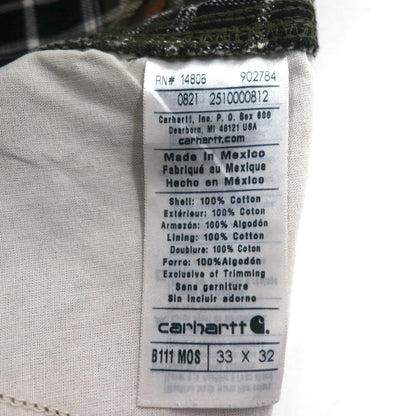 RN# 14806 902784
0821 2510000812
Carhartt, Inc. P. O. Box 600
Dearborn, MI 48121 USA
carhartt.com
Made in Mexico
Fabriqué au Mexique
Hecho en México
Shell: 100% Cotton
Extérieur: 100% Coton
Armazón: 100% Algodón
Lining: 100% Cotton
Doublure: 100% Coton
Forro: 100%Algodón
Exclusive of Trimming
Sans garniture
Sin incluir adorno
carhartt
B111 MOS 33 X 32